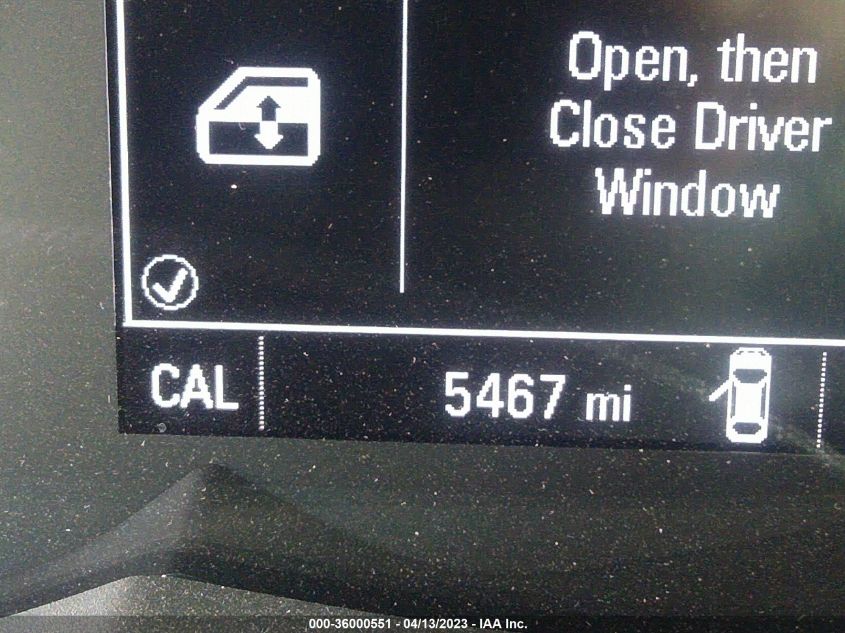 Open, then
Close Driver
Window
CAL
5467 mi
000-36000551 - 04/13/2023 - IAA Inc.